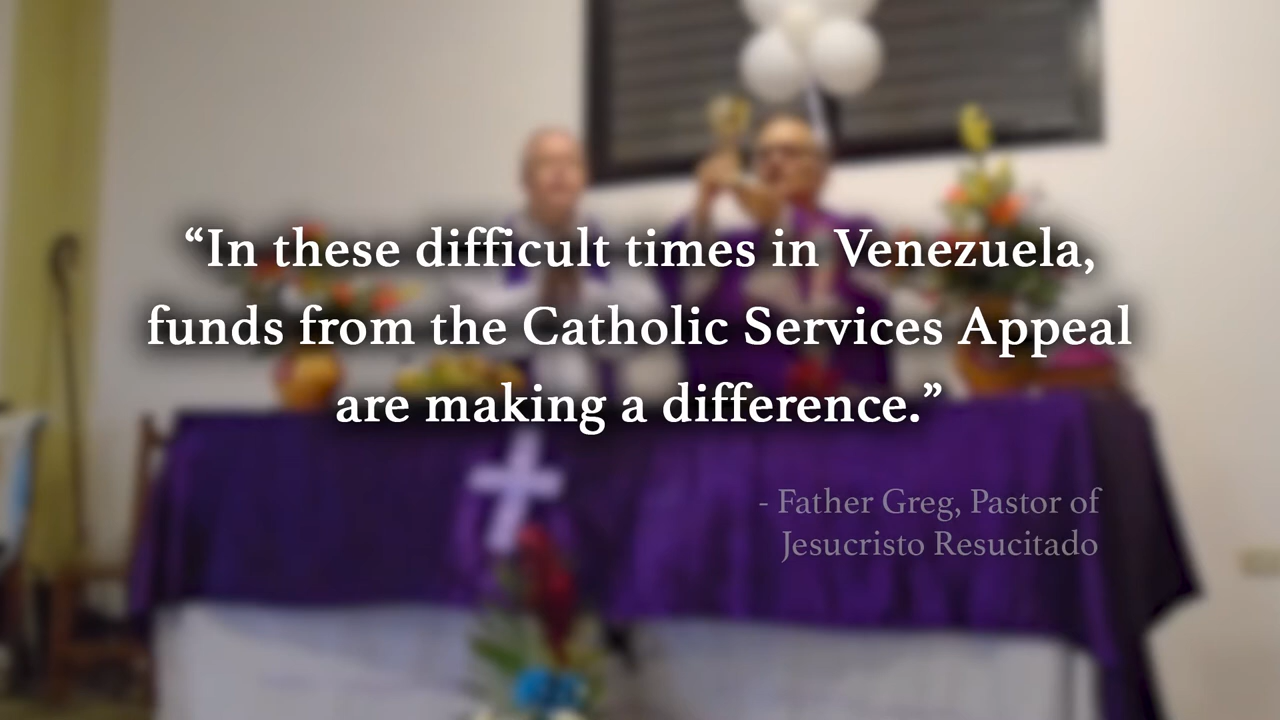 “In these difficult times in Venezuela,
funds from the Catholic Services Appeal
are making a difference.”
- Father Greg, Pastor of
Jesucristo Resucitado